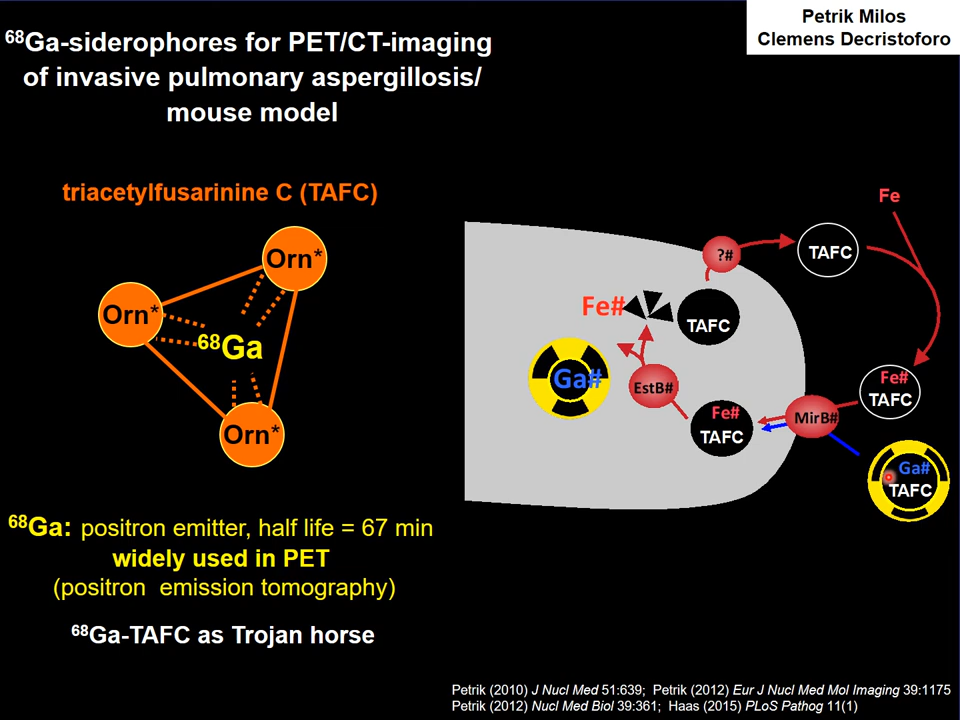 Petrik Milos
Clemens Decristoforo
⁶⁸Ga-siderophores for PET/CT-imaging
of invasive pulmonary aspergillosis/
mouse model
triacetylfusarinine C (TAFC)
Orn*
Orn*
⁶⁸Ga
Orn*
Fe
?#
TAFC
Fe#
TAFC
Ga#
EstB#
Fe#
TAFC
MirB#
Fe#
TAFC
Ga#
TAFC
⁶⁸Ga: positron emitter, half life = 67 min
widely used in PET
(positron emission tomography)
⁶⁸Ga-TAFC as Trojan horse
Petrik (2010) J Nucl Med 51:639; Petrik (2012) Eur J Nucl Med Mol Imaging 39:1175
Petrik (2012) Nucl Med Biol 39:361; Haas (2015) PLoS Pathog 11(1)